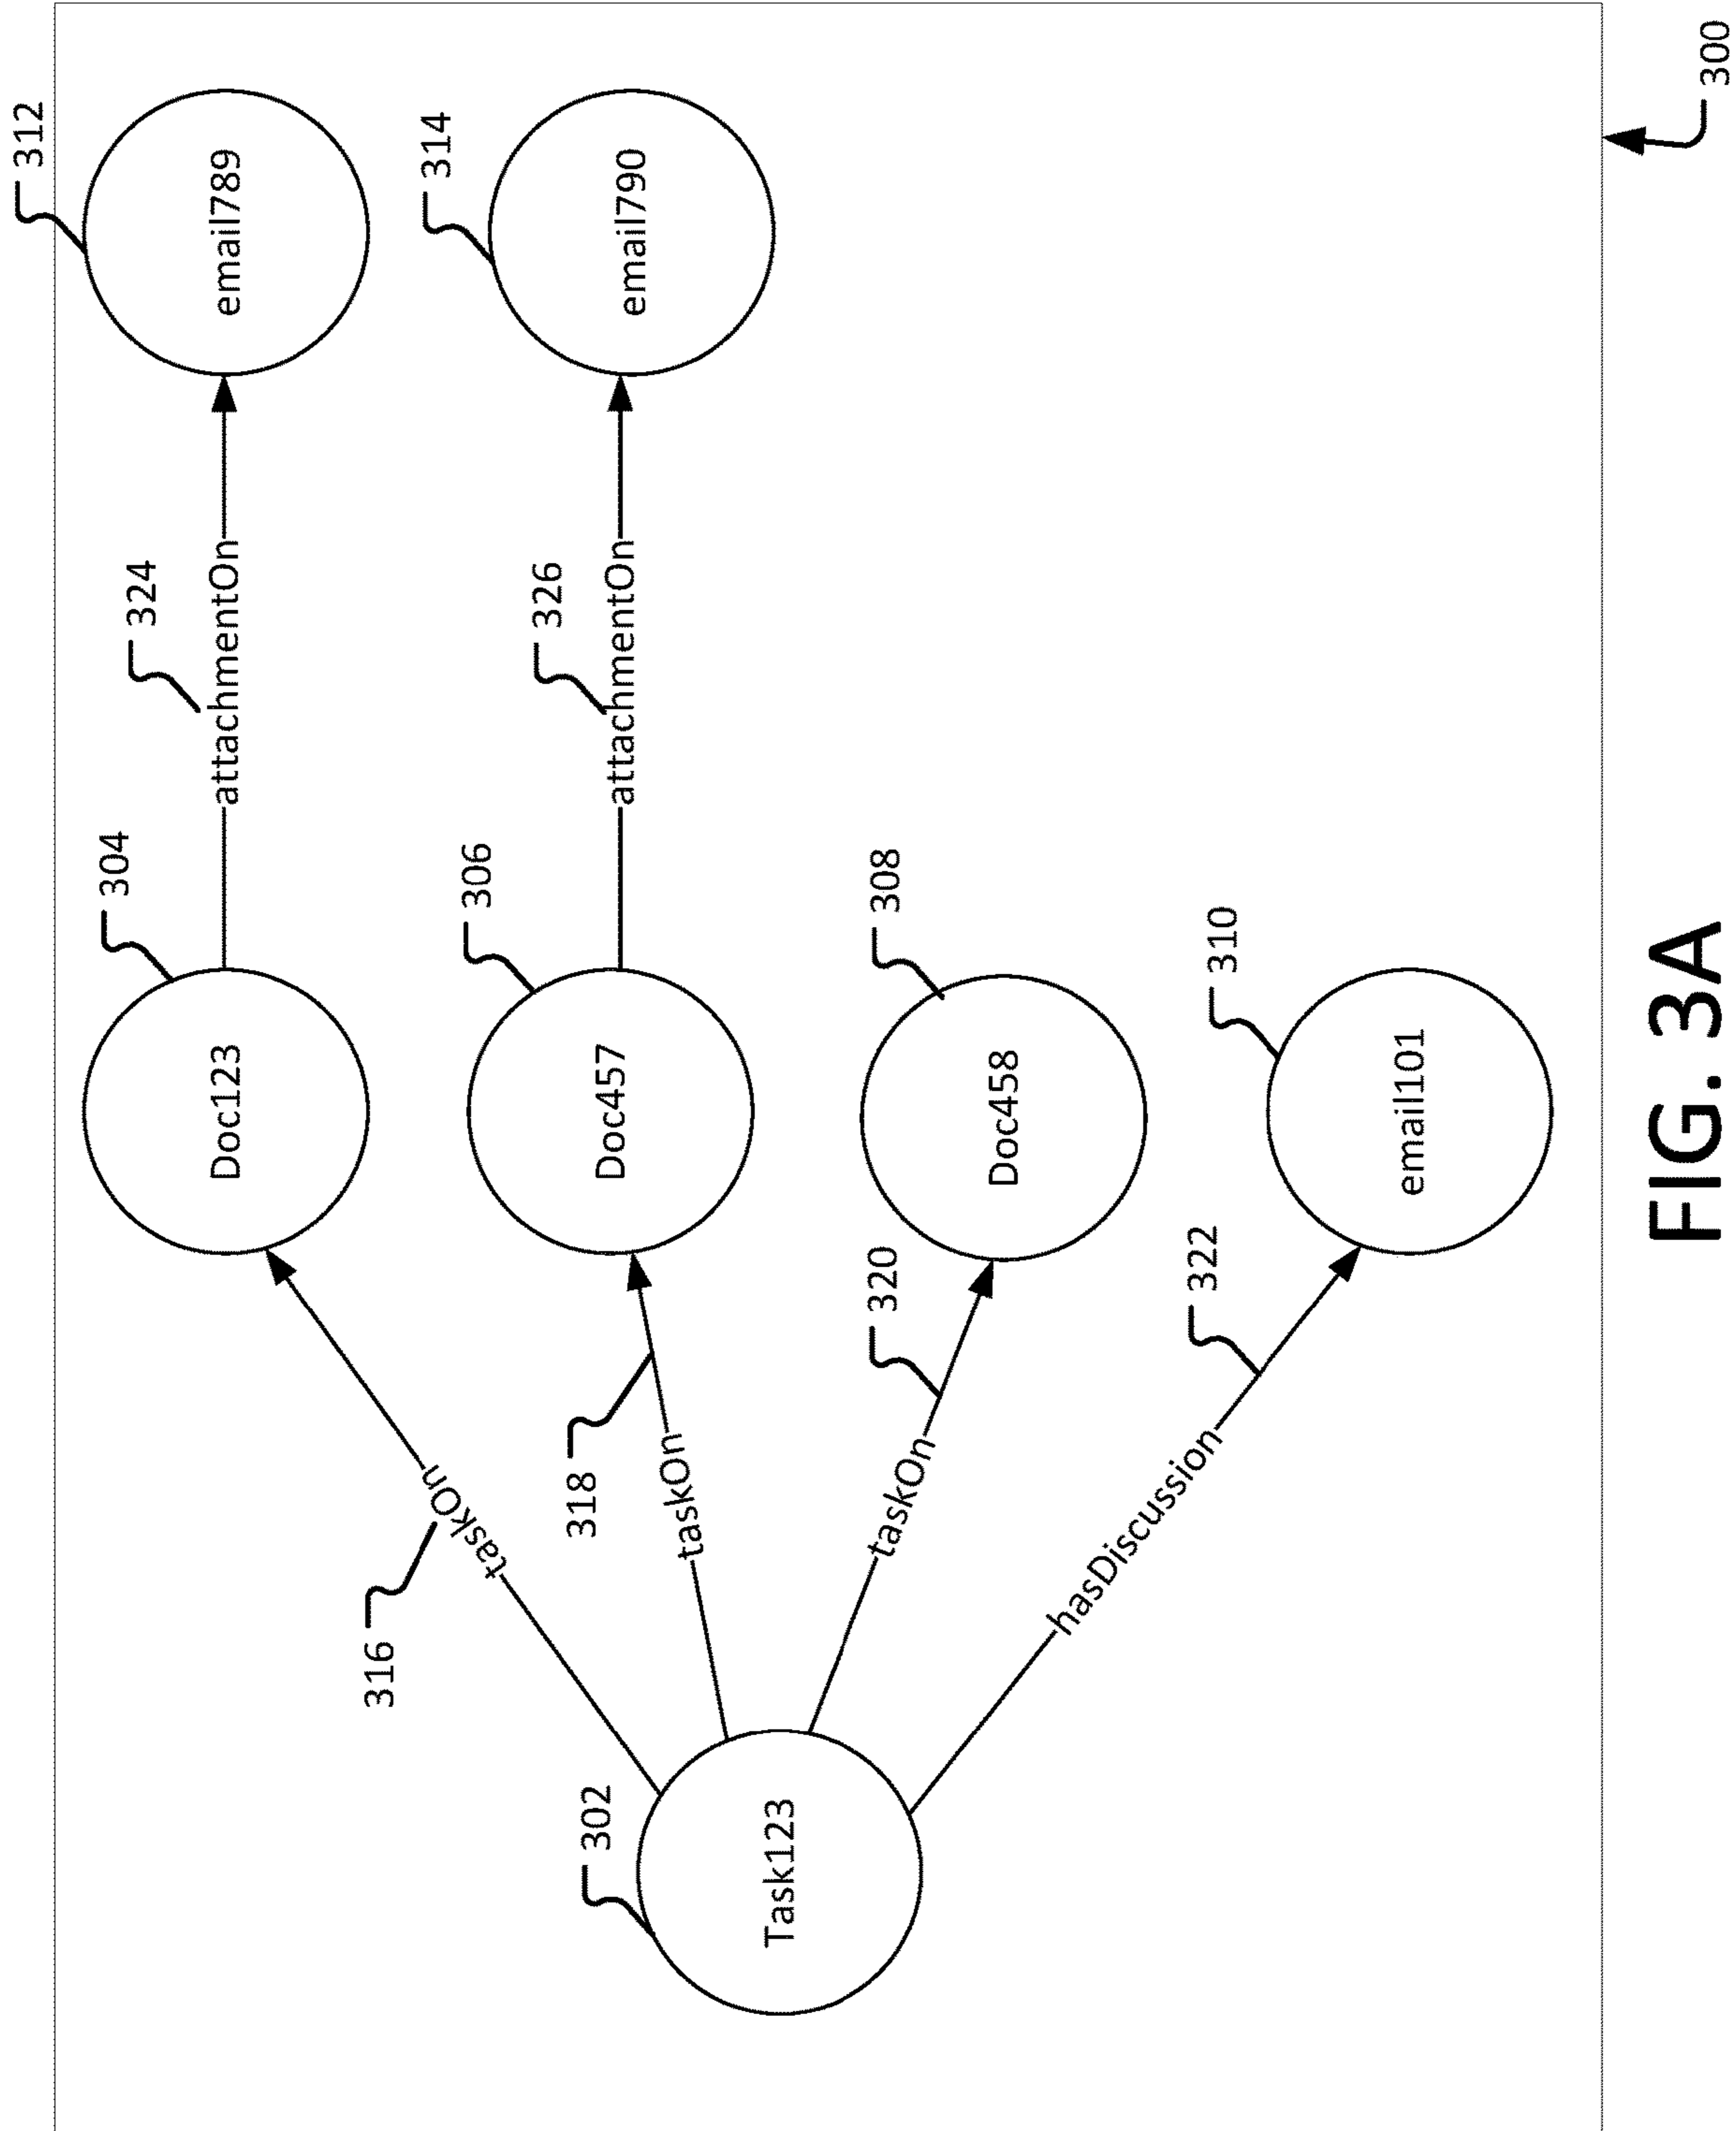 312
email789
324
attachmentOn
304
Doc123
316
taskOn
314
email790
326
attachmentOn
306
Doc457
318
taskOn
302
Task123
308
Doc458
320
taskOn
310
email101
322
hasDiscussion
300
FIG. 3A